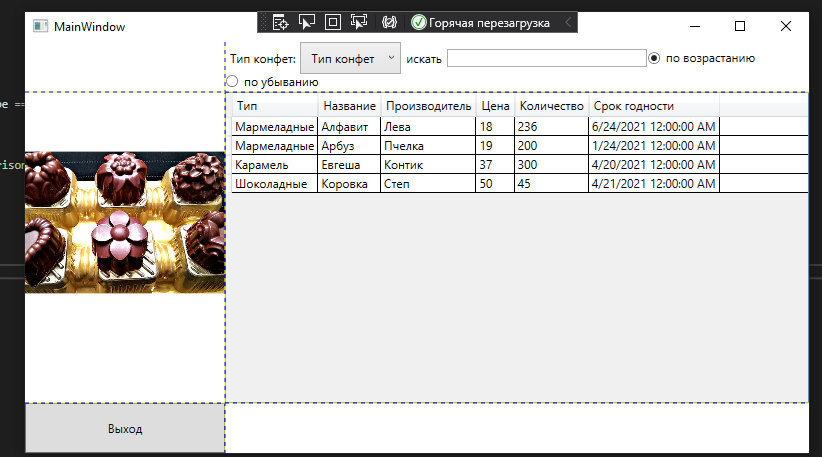 MainWindow
Горячая перезагрузка
Тип конфет: Тип конфет искать по возрастанию
по убыванию
Тип Название Производитель Цена Количество Срок годности
Мармеладные Алфавит Лева 18 236 6/24/2021 12:00:00 AM
Мармеладные Арбуз Пчелка 19 200 1/24/2021 12:00:00 AM
Карамель Евгеша Контик 37 300 4/20/2021 12:00:00 AM
Шоколадные Коровка Степ 50 45 4/21/2021 12:00:00 AM
Выход
pe ==
rison